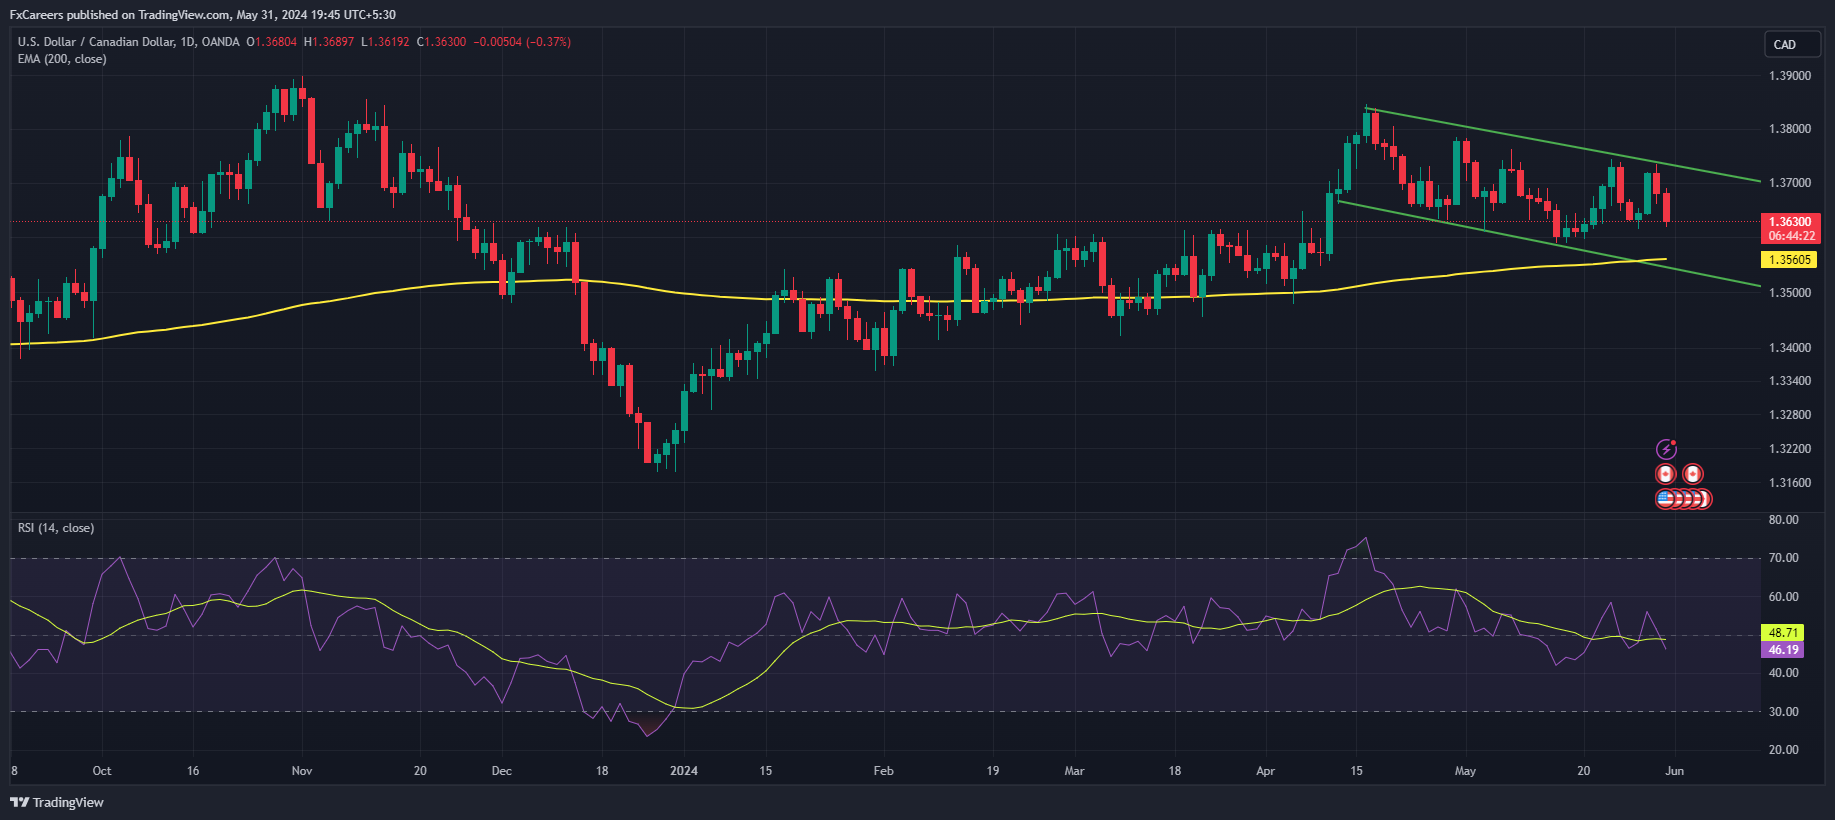 FxCareers published on TradingView.com, May 31, 2024 19:45 UTC+5:30
U.S. Dollar / Canadian Dollar, 1D, OANDA O1.36804 H1.36897 L1.36192 C1.36300 −0.00504 (−0.37%)
EMA (200, close)
CAD
1.39000
1.38000
1.37000
1.36300
06:44:22
1.35605
1.35000
1.34000
1.33400
1.32800
1.32200
1.31600
RSI (14, close)
80.00
70.00
60.00
48.71
46.19
40.00
30.00
20.00
8 Oct 16 Nov 20 Dec 18 2024 15 Feb 19 Mar 18 Apr 15 May 20 Jun
TradingView